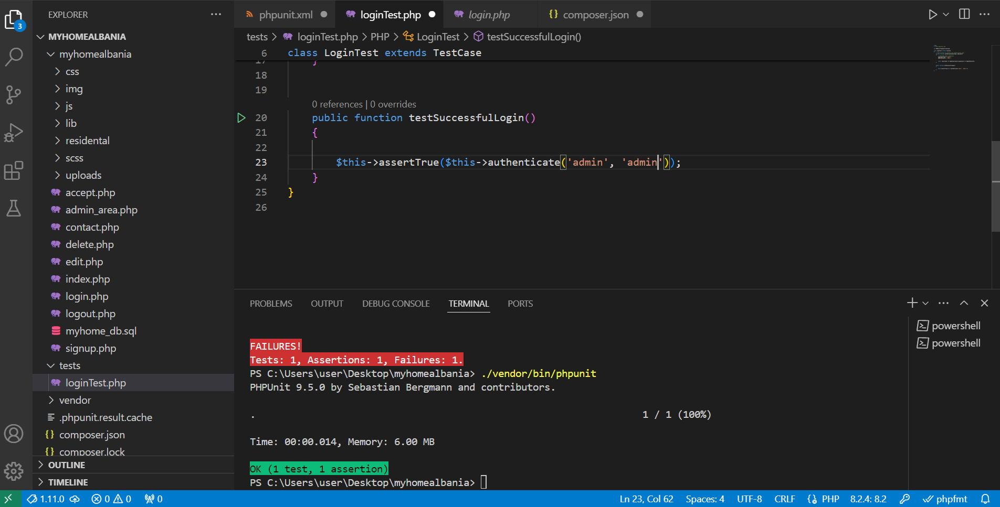 EXPLORER
3
MYHOMEALBANIA
myhomealbania
css
img
js
lib
residental
scss
uploads
accept.php
admin_area.php
contact.php
delete.php
edit.php
index.php
login.php
logout.php
myhome_db.sql
signup.php
tests
loginTest.php
vendor
.phpunit.result.cache
{} composer.json
{} composer.lock
OUTLINE
TIMELINE
phpunit.xml
loginTest.php
login.php
{} composer.json
tests > loginTest.php > PHP > LoginTest > testSuccessfulLogin()
6 class LoginTest extends TestCase
17 }
18
19
0 references | 0 overrides
20 public function testSuccessfulLogin()
21 {
22
23 $this->assertTrue($this->authenticate('admin', 'admin'));
24 }
25 }
26
PROBLEMS OUTPUT DEBUG CONSOLE TERMINAL PORTS
FAILURES!
Tests: 1, Assertions: 1, Failures: 1.
PS C:\Users\user\Desktop\myhomealbania> ./vendor/bin/phpunit
PHPUnit 9.5.0 by Sebastian Bergmann and contributors.
. 1 / 1 (100%)
Time: 00:00.014, Memory: 6.00 MB
OK (1 test, 1 assertion)
PS C:\Users\user\Desktop\myhomealbania>
powershell
powershell
1.11.0 0 0 0 Ln 23, Col 62 Spaces: 4 UTF-8 CRLF PHP 8.2.4: 8.2 phpfmt